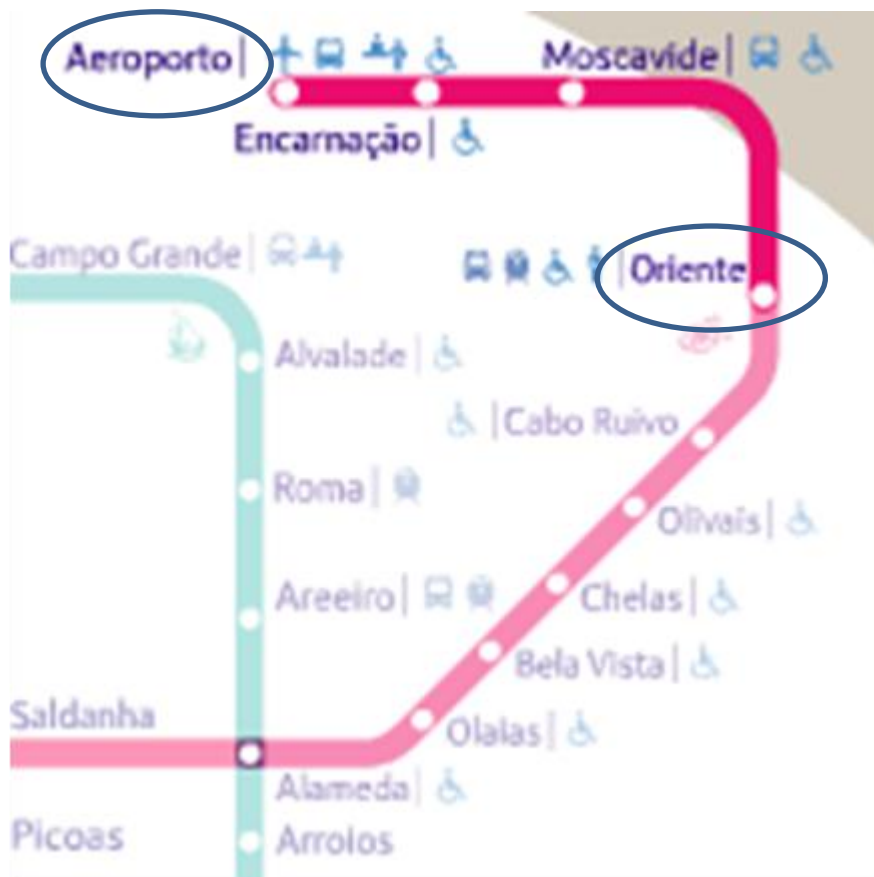 Aeroporto
Moscavide
Encarnação
Campo Grande
Oriente
Alvalade
Cabo Ruivo
Roma
Olivais
Areeiro
Chelas
Bela Vista
Saldanha
Olaias
Alameda
Picoas
Arroios